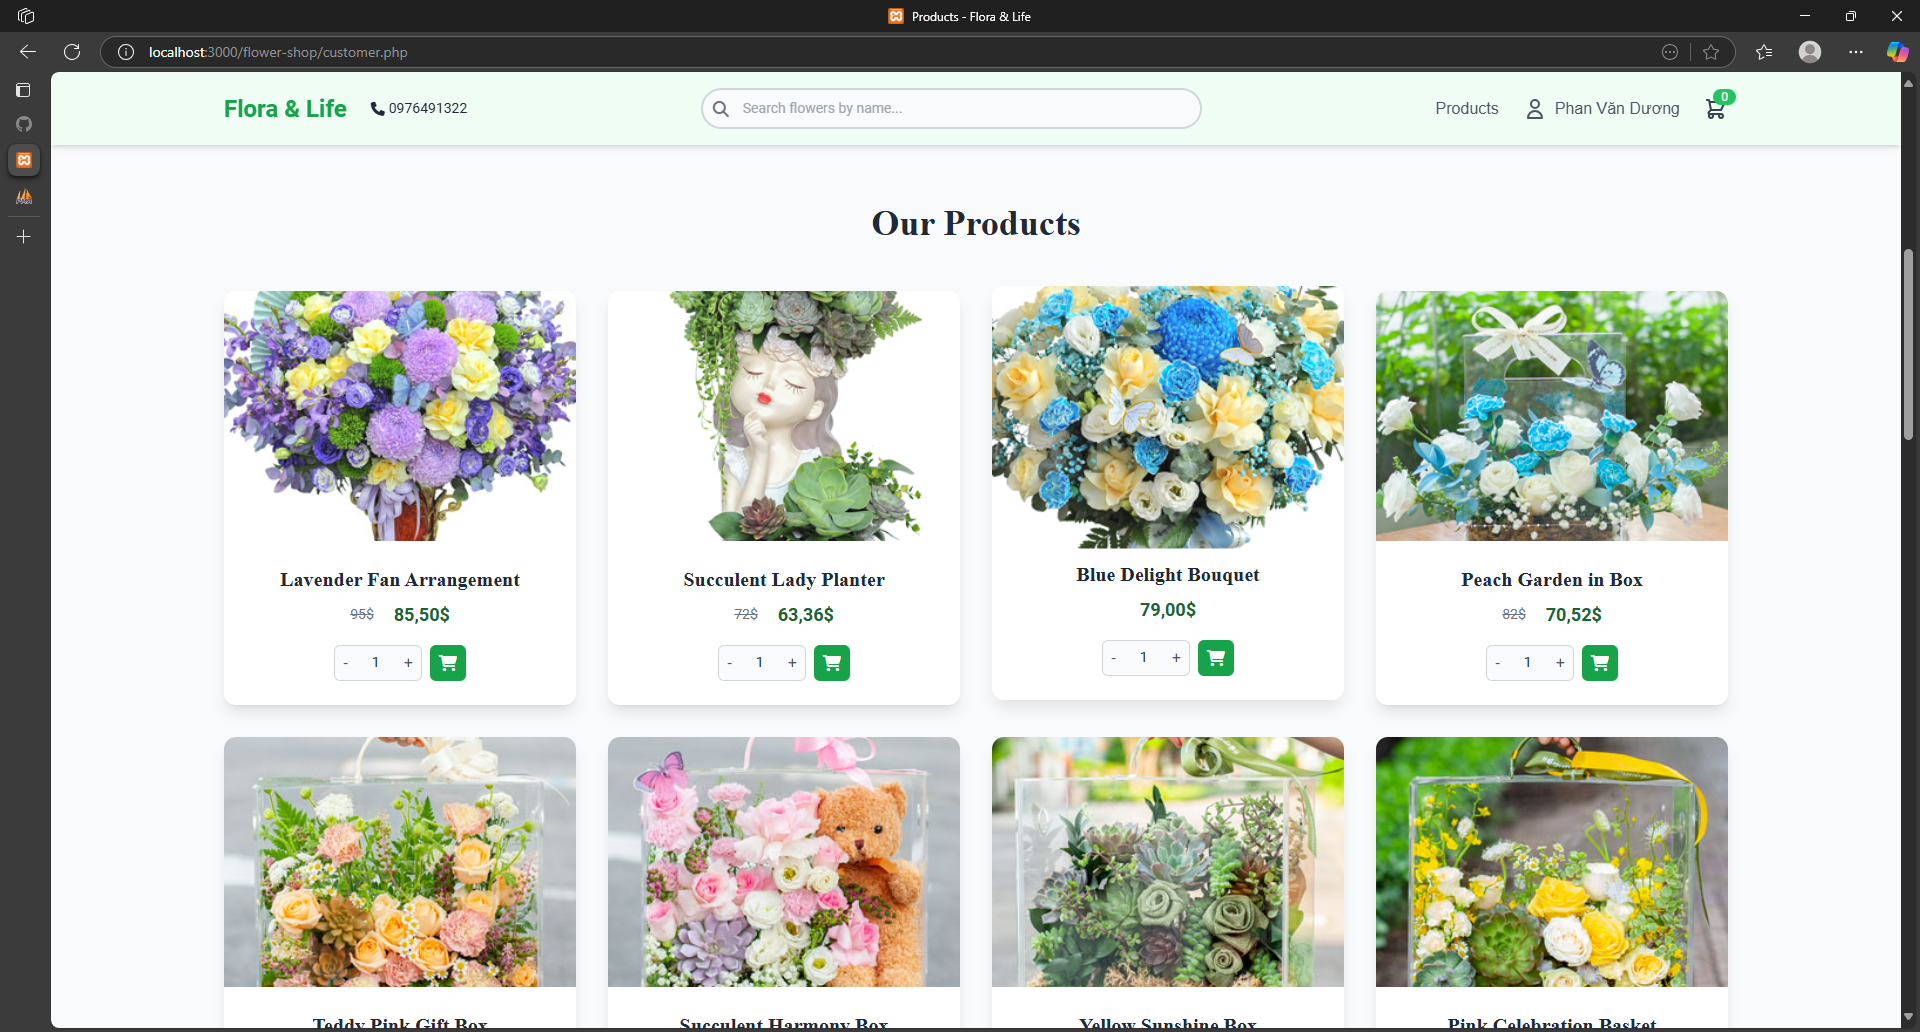 Products - Flora & Life
localhost:3000/flower-shop/customer.php
Flora & Life
0976491322
Search flowers by name...
Products
Phan Văn Dương
0
Our Products
Lavender Fan Arrangement
95$ 85,50$
- 1 +
Succulent Lady Planter
72$ 63,36$
- 1 +
Blue Delight Bouquet
79,00$
- 1 +
Peach Garden in Box
82$ 70,52$
- 1 +
Teddy Pink Gift Box
Succulent Harmony Box
Yellow Sunshine Box
Pink Celebration Basket